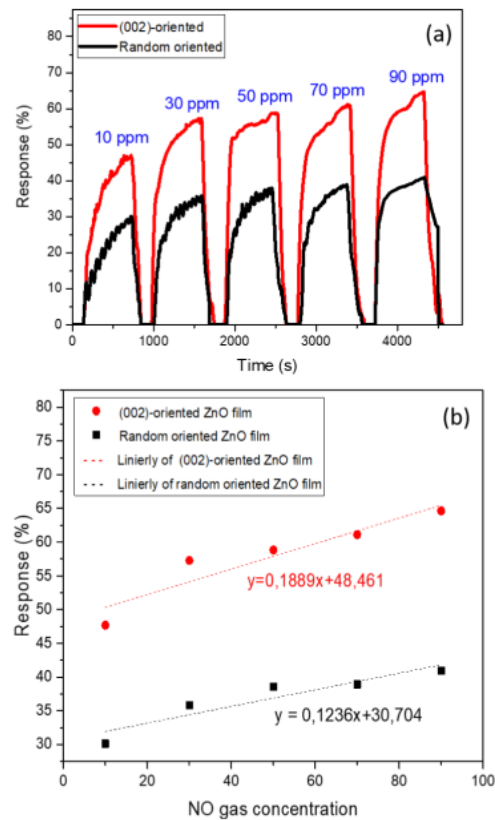 (002)-oriented
Random oriented
(a)
10 ppm
30 ppm
50 ppm
70 ppm
90 ppm
Response (%)
80
70
60
50
40
30
20
10
0
0
1000
2000
3000
4000
Time (s)
(002)-oriented ZnO film
Random oriented ZnO film
Linierly of (002)-oriented ZnO film
Linierly of random oriented ZnO film
(b)
y=0,1889x+48,461
y = 0,1236x+30,704
Response (%)
80
75
70
65
60
55
50
45
40
35
30
0
20
40
60
80
100
NO gas concentration